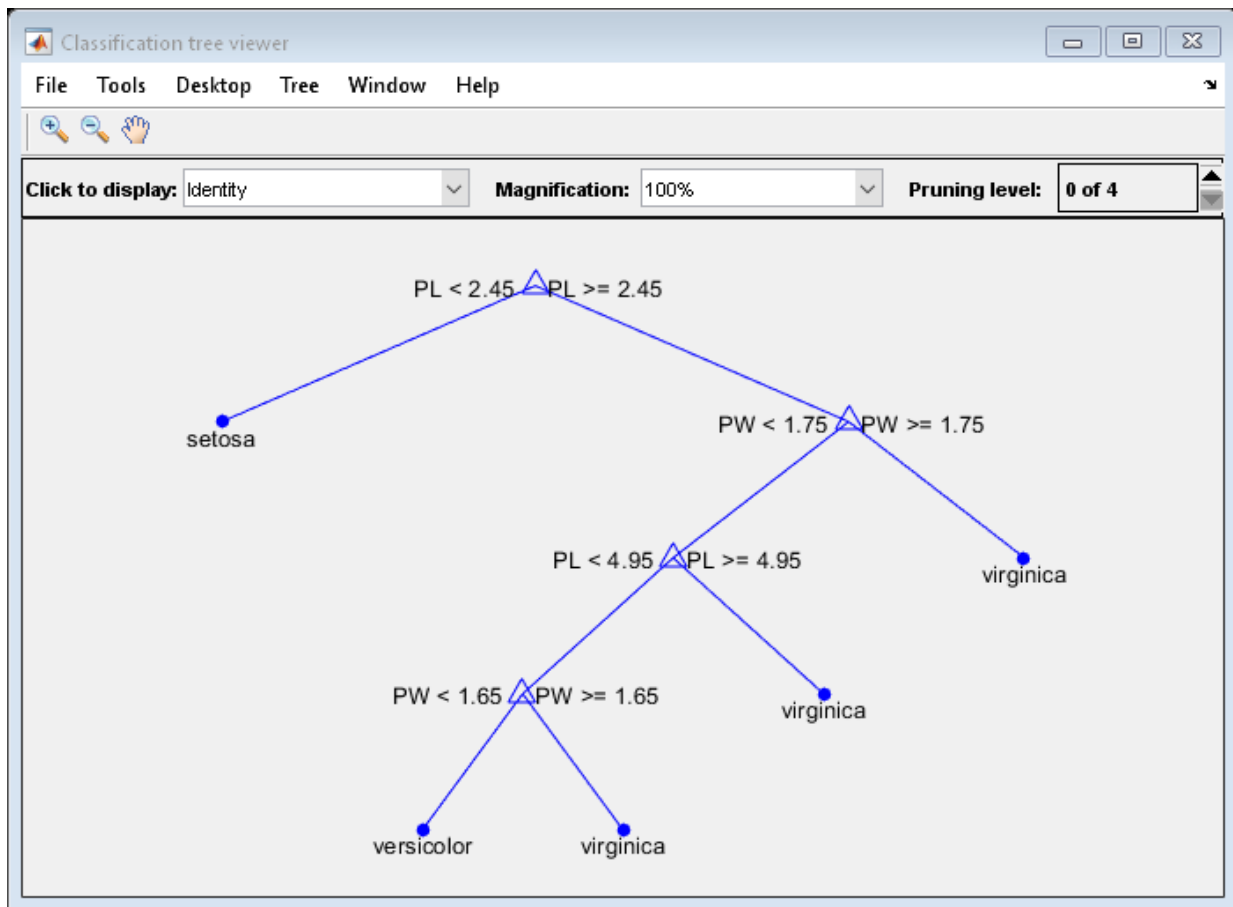 Classification tree viewer
File Tools Desktop Tree Window Help
Click to display: Identity Magnification: 100% Pruning level: 0 of 4
PL < 2.45 PL >= 2.45
setosa
PW < 1.75 PW >= 1.75
PL < 4.95 PL >= 4.95
virginica
PW < 1.65 PW >= 1.65
virginica
versicolor virginica